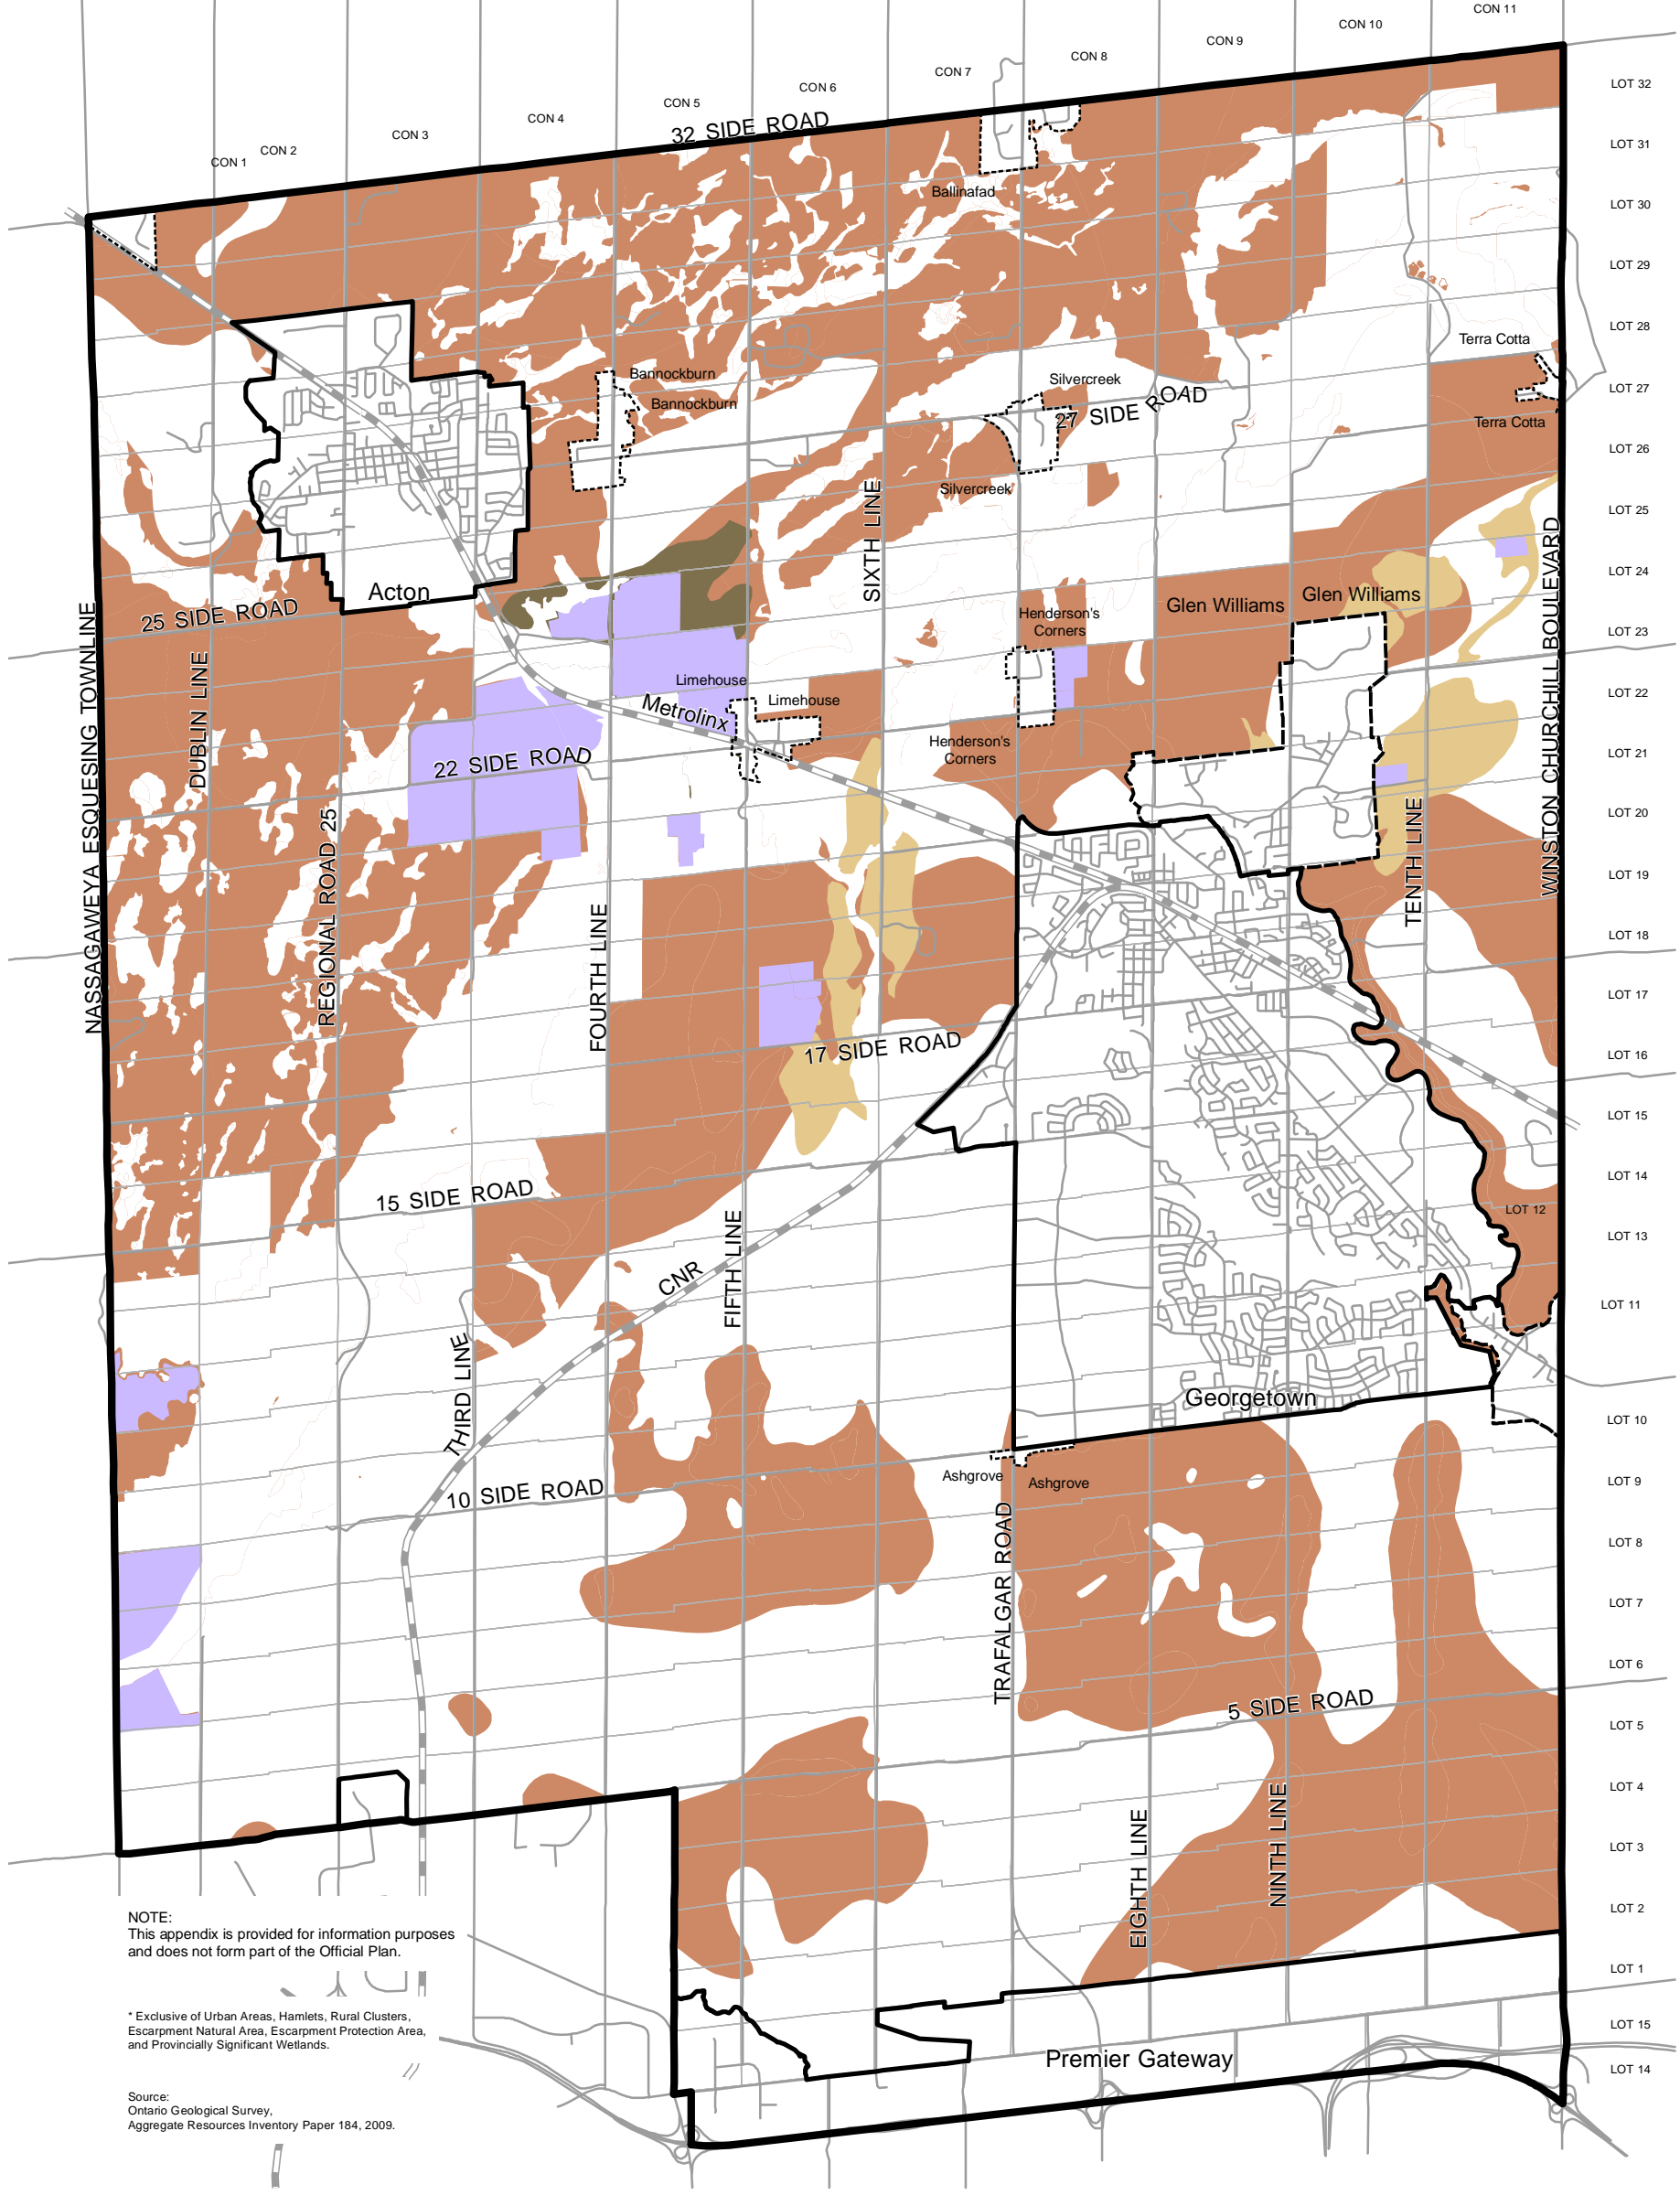 CON 11
CON 10
CON 9
CON 8
CON 7
CON 6
CON 5
CON 4
CON 3
CON 2
CON 1
32 SIDE ROAD
LOT 32
LOT 31
LOT 30
LOT 29
LOT 28
LOT 27
LOT 26
LOT 25
LOT 24
LOT 23
LOT 22
LOT 21
LOT 20
LOT 19
LOT 18
LOT 17
LOT 16
LOT 15
LOT 14
LOT 12
LOT 13
LOT 11
LOT 10
LOT 9
LOT 8
LOT 7
LOT 6
LOT 5
LOT 4
LOT 3
LOT 2
LOT 1
LOT 15
LOT 14
Ballinafad
Terra Cotta
Terra Cotta
Bannockburn
Bannockburn
Silvercreek
27 SIDE ROAD
Silvercreek
SIXTH LINE
Acton
25 SIDE ROAD
Glen Williams
Glen Williams
Henderson's
Corners
NASSAGAWEYA ESQUESING TOWNLINE
DUBLIN LINE
WINSTON CHURCHILL BOULEVARD
Limehouse
Limehouse
Metrolinx
22 SIDE ROAD
Henderson's
Corners
REGIONAL ROAD 25
TENTH LINE
FOURTH LINE
17 SIDE ROAD
15 SIDE ROAD
CNR
FIFTH LINE
THIRD LINE
Georgetown
10 SIDE ROAD
Ashgrove
Ashgrove
TRAFALGAR ROAD
5 SIDE ROAD
EIGHTH LINE
NINTH LINE
Premier Gateway
NOTE:
This appendix is provided for information purposes
and does not form part of the Official Plan.
* Exclusive of Urban Areas, Hamlets, Rural Clusters,
Escarpment Natural Area, Escarpment Protection Area,
and Provincially Significant Wetlands.
Source:
Ontario Geological Survey,
Aggregate Resources Inventory Paper 184, 2009.